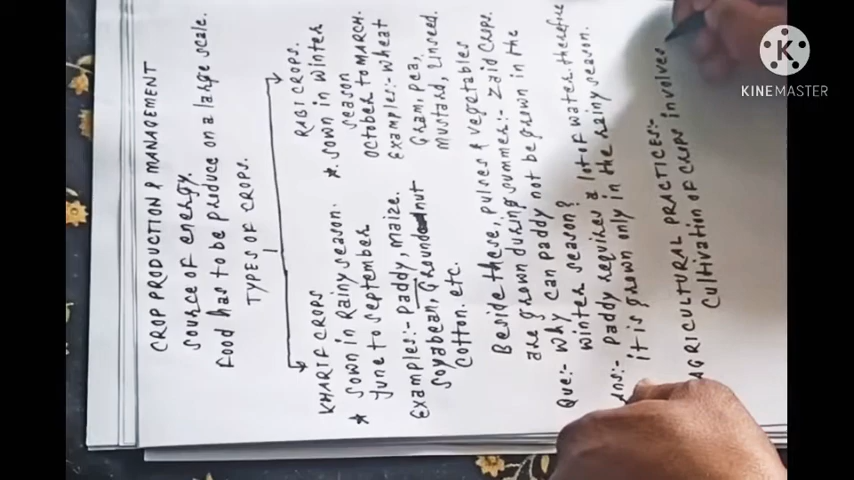 CROP PRODUCTION & MANAGEMENT
source of energy.
Food has to be produce on a large scale.
TYPES OF CROPS.
KHARIF CROPS
* Sown in Rainy season.
June to september
Examples:- Paddy, maize.
Soyabean, Groundnut
Cotton. etc.
RABI CROPS.
* Sown in winter
season
October to MARCH.
Examples:- wheat
Gram, Pea,
mustard, Linseed.
Beside these, pulses & vegetables
are grown during summer:- Zaid crops.
Que:- Why can paddy not be grown in the
winter season?
Ans:- Paddy requires a lot of water. therefore
it is grown only in the rainy season.
AGRICULTURAL PRACTICES:-
Cultivation of crops involves
KINEMASTER